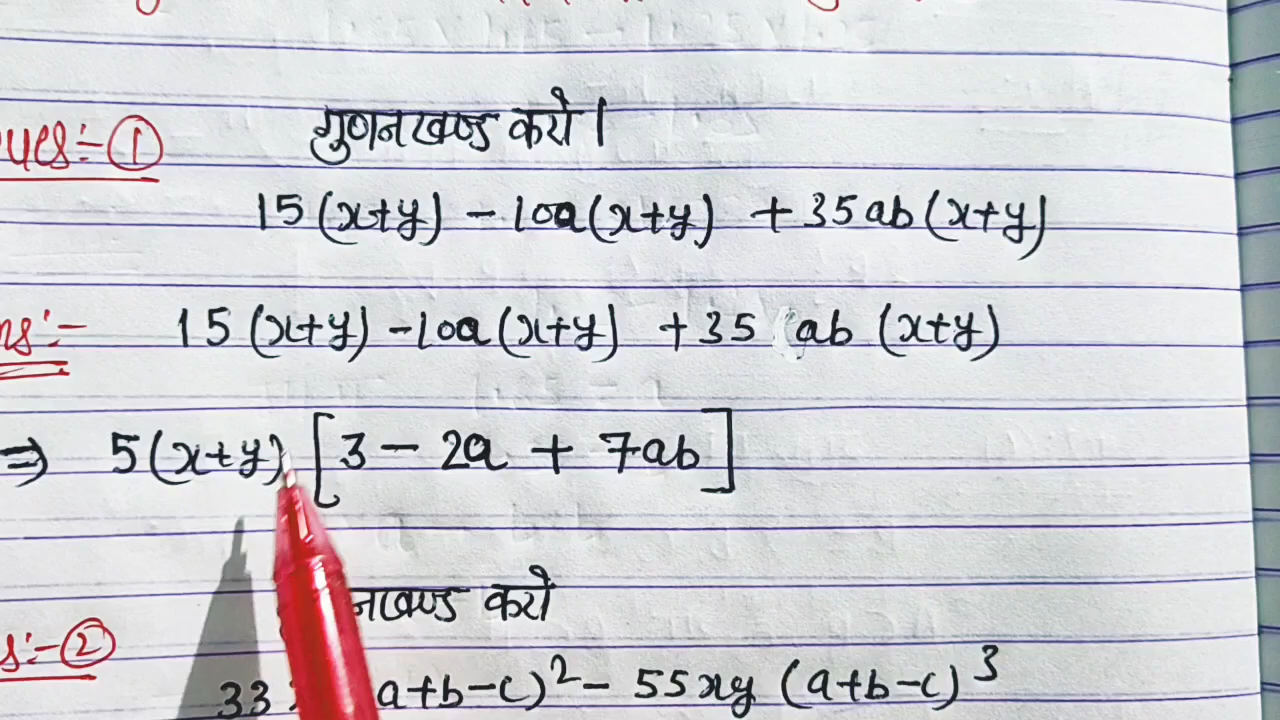 गुणनखण्ड करो।
ques:- ①
15(x+y) - 10a(x+y) + 35ab(x+y)
Ans:- 15(x+y) - 10a(x+y) + 35 ab (x+y)
⇒ 5(x+y) [3 - 2a + 7ab]
करो
s:- ②
33 a+b-c)² - 55xy (a+b-c)³